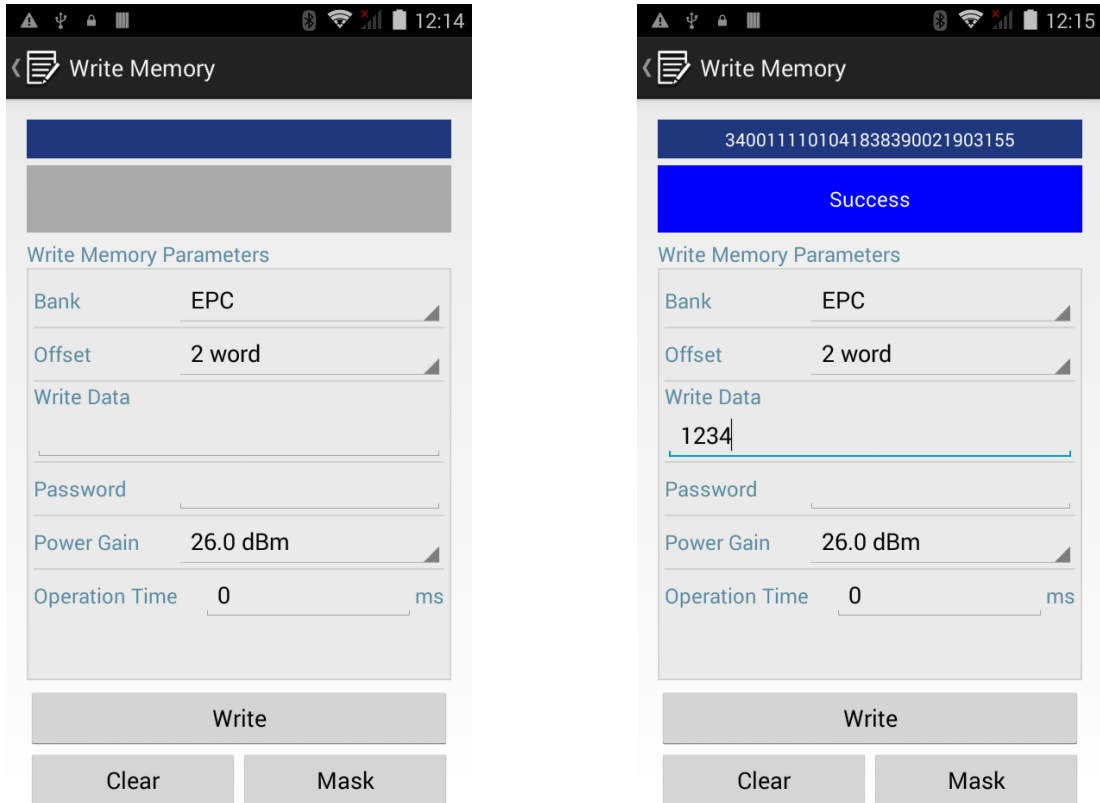 12:14
Write Memory
Write Memory Parameters
Bank EPC
Offset 2 word
Write Data
Password
Power Gain 26.0 dBm
Operation Time 0 ms
Write
Clear Mask
12:15
Write Memory
3400111101041838390021903155
Success
Write Memory Parameters
Bank EPC
Offset 2 word
Write Data
1234
Password
Power Gain 26.0 dBm
Operation Time 0 ms
Write
Clear Mask